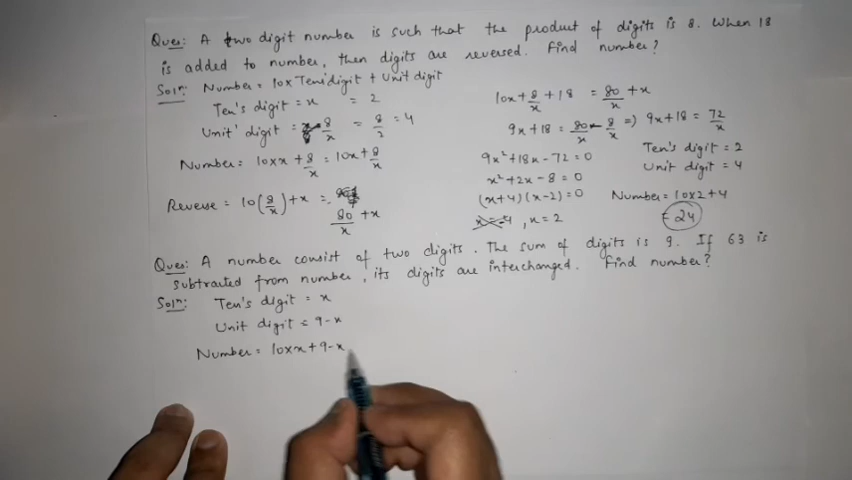 Ques: A two digit number is such that the product of digits is 8. When 18
is added to number, then digits are reversed. Find number?
Soln: Number = 10x Ten's digit + Unit digit
Ten's digit = x = 2
Unit' digit = 8/x = 8/2 = 4
Number = 10xx + 8/x = 10x + 8/x
Reverse = 10(8/x) + x =
80/x + x
10x + 8/x + 18 = 80/x + x
9x + 18 = 80/x - 8/x => 9x + 18 = 72/x
9x² + 18x - 72 = 0
x² + 2x - 8 = 0
(x+4) (x-2) = 0
x = -4, x = 2
Ten's digit = 2
Unit digit = 4
Number = 10x2 + 4
= 24
Ques: A number consist of two digits. The sum of digits is 9. If 63 is
subtracted from number, its digits are interchanged. Find number?
Soln: Ten's digit = x
Unit digit = 9-x
Number = 10xx + 9-x